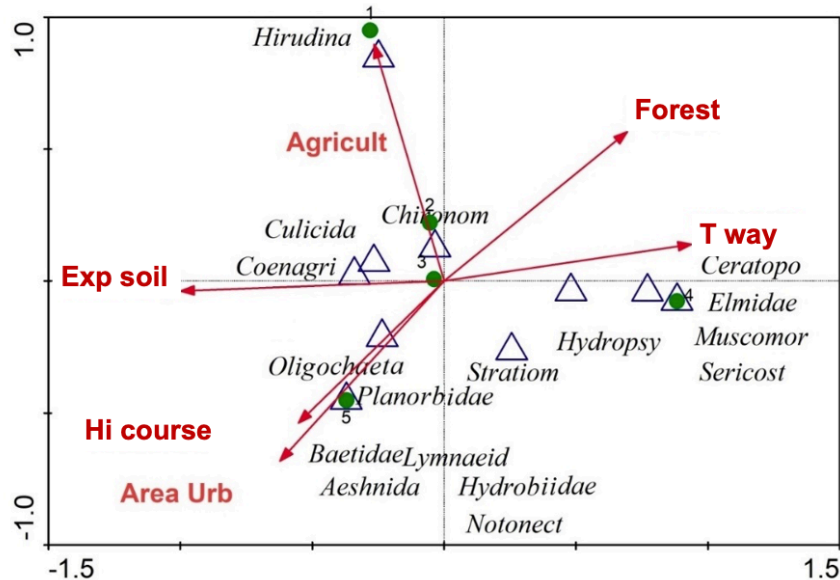 1.0
1
Hirudina
Forest
Agricult
2
Culicida
Chironom
T way
3
Coenagri
Ceratopo
Exp soil
4
Elmidae
Hydropsy
Muscomor
Oligochaeta
Stratiom
Sericost
Planorbidae
5
Hi course
Baetidae
Lymnaeid
Area Urb
Aeshnida
Hydrobiidae
Notonect
-1.0
-1.5
1.5